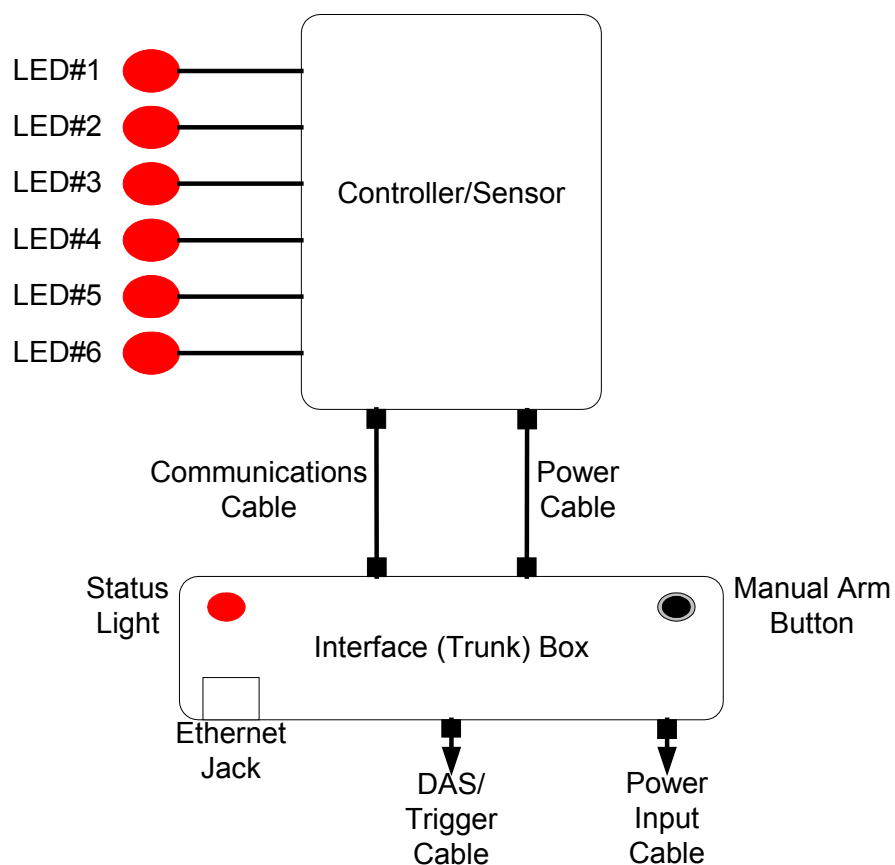 LED#1
LED#2
LED#3
LED#4
LED#5
LED#6
Controller/Sensor
Communications
Cable
Power
Cable
Status
Light
Manual Arm
Button
Interface (Trunk) Box
Ethernet
Jack
DAS/
Trigger
Cable
Power
Input
Cable